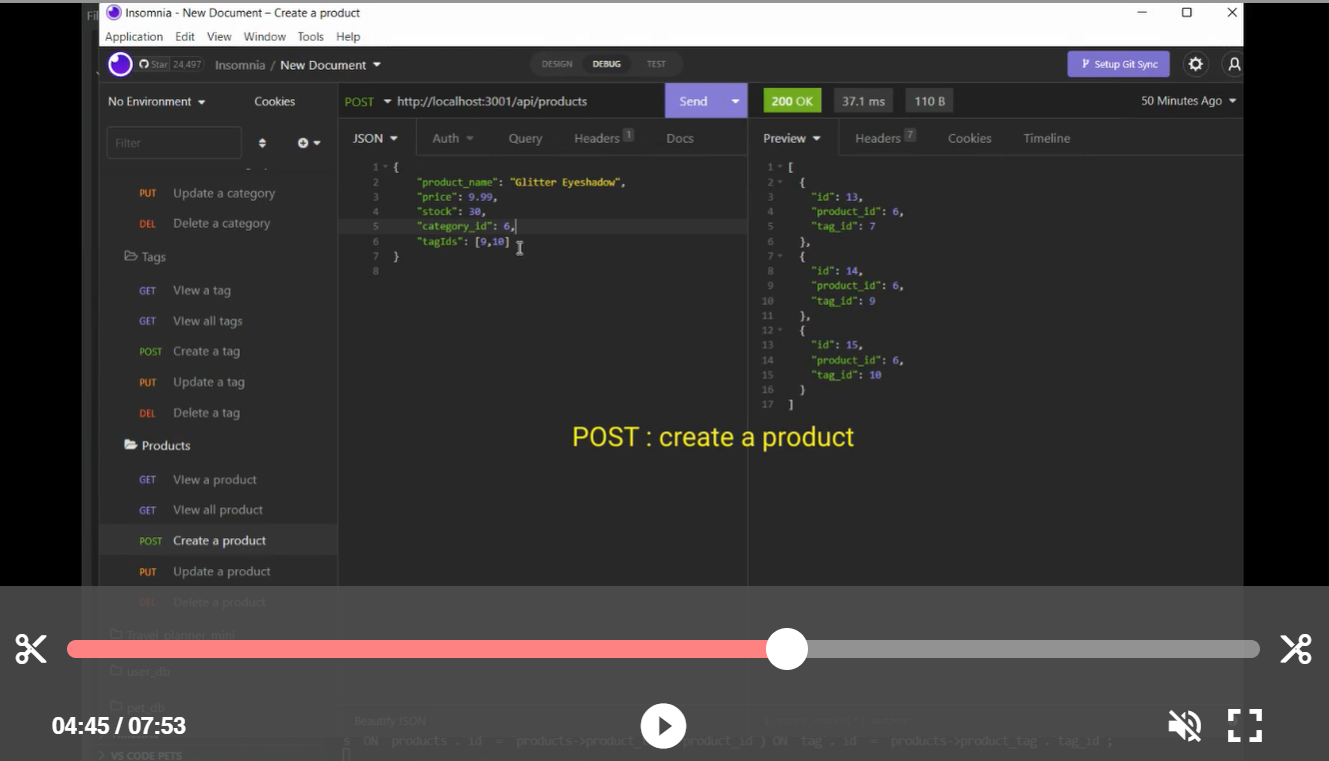 Insomnia - New Document – Create a product
Application Edit View Window Tools Help
Star 24,497 Insomnia / New Document DESIGN DEBUG TEST Setup Git Sync
No Environment Cookies POST http://localhost:3001/api/products Send 200 OK 37.1 ms 110 B 50 Minutes Ago
Filter
JSON Auth Query Headers 1 Docs
1 {
2 "product_name": "Glitter Eyeshadow",
3 "price": 9.99,
4 "stock": 30,
5 "category_id": 6,
6 "tagIds": [9,10]
7 }
8
Preview Headers 7 Cookies Timeline
1 [
2 {
3 "id": 13,
4 "product_id": 6,
5 "tag_id": 7
6 },
7 {
8 "id": 14,
9 "product_id": 6,
10 "tag_id": 9
11 },
12 {
13 "id": 15,
14 "product_id": 6,
15 "tag_id": 10
16 }
17 ]
PUT Update a category
DEL Delete a category
Tags
GET VIew a tag
GET VIew all tags
POST Create a tag
PUT Update a tag
DEL Delete a tag
Products
GET VIew a product
GET VIew all product
POST Create a product
PUT Update a product
DEL Delete a product
Travel_planner_mini
user_db
pet_db
VS CODE PETS
POST : create a product
Beautify JSON
s ON products . id = products->product_ product_id ) ON tag . id = products->product_tag . tag_id ;
04:45 / 07:53